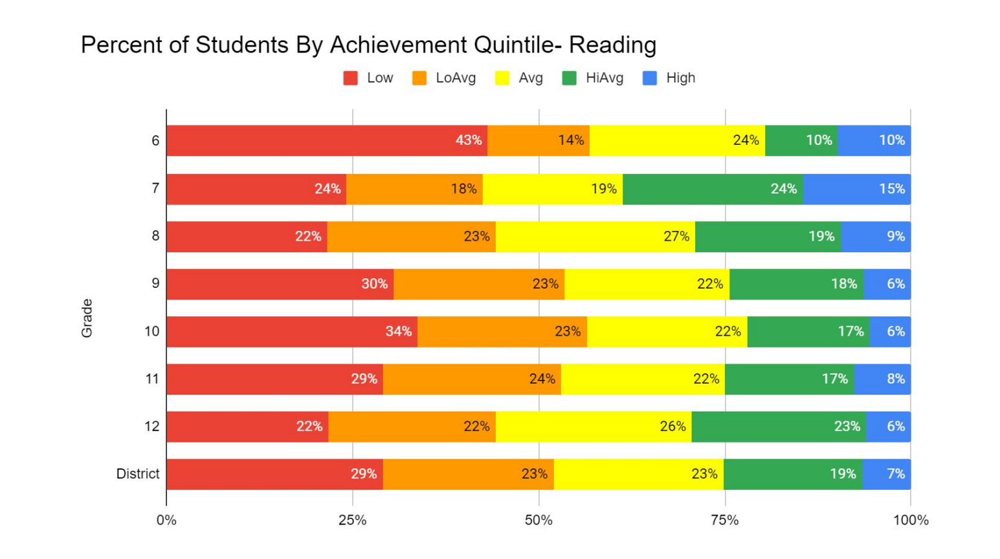 Percent of Students By Achievement Quintile- Reading
Low LoAvg Avg HiAvg High
6 43% 14% 24% 10% 10%
7 24% 18% 19% 24% 15%
8 22% 23% 27% 19% 9%
9 30% 23% 22% 18% 6%
Grade
10 34% 23% 22% 17% 6%
11 29% 24% 22% 17% 8%
12 22% 22% 26% 23% 6%
District 29% 23% 23% 19% 7%
0% 25% 50% 75% 100%